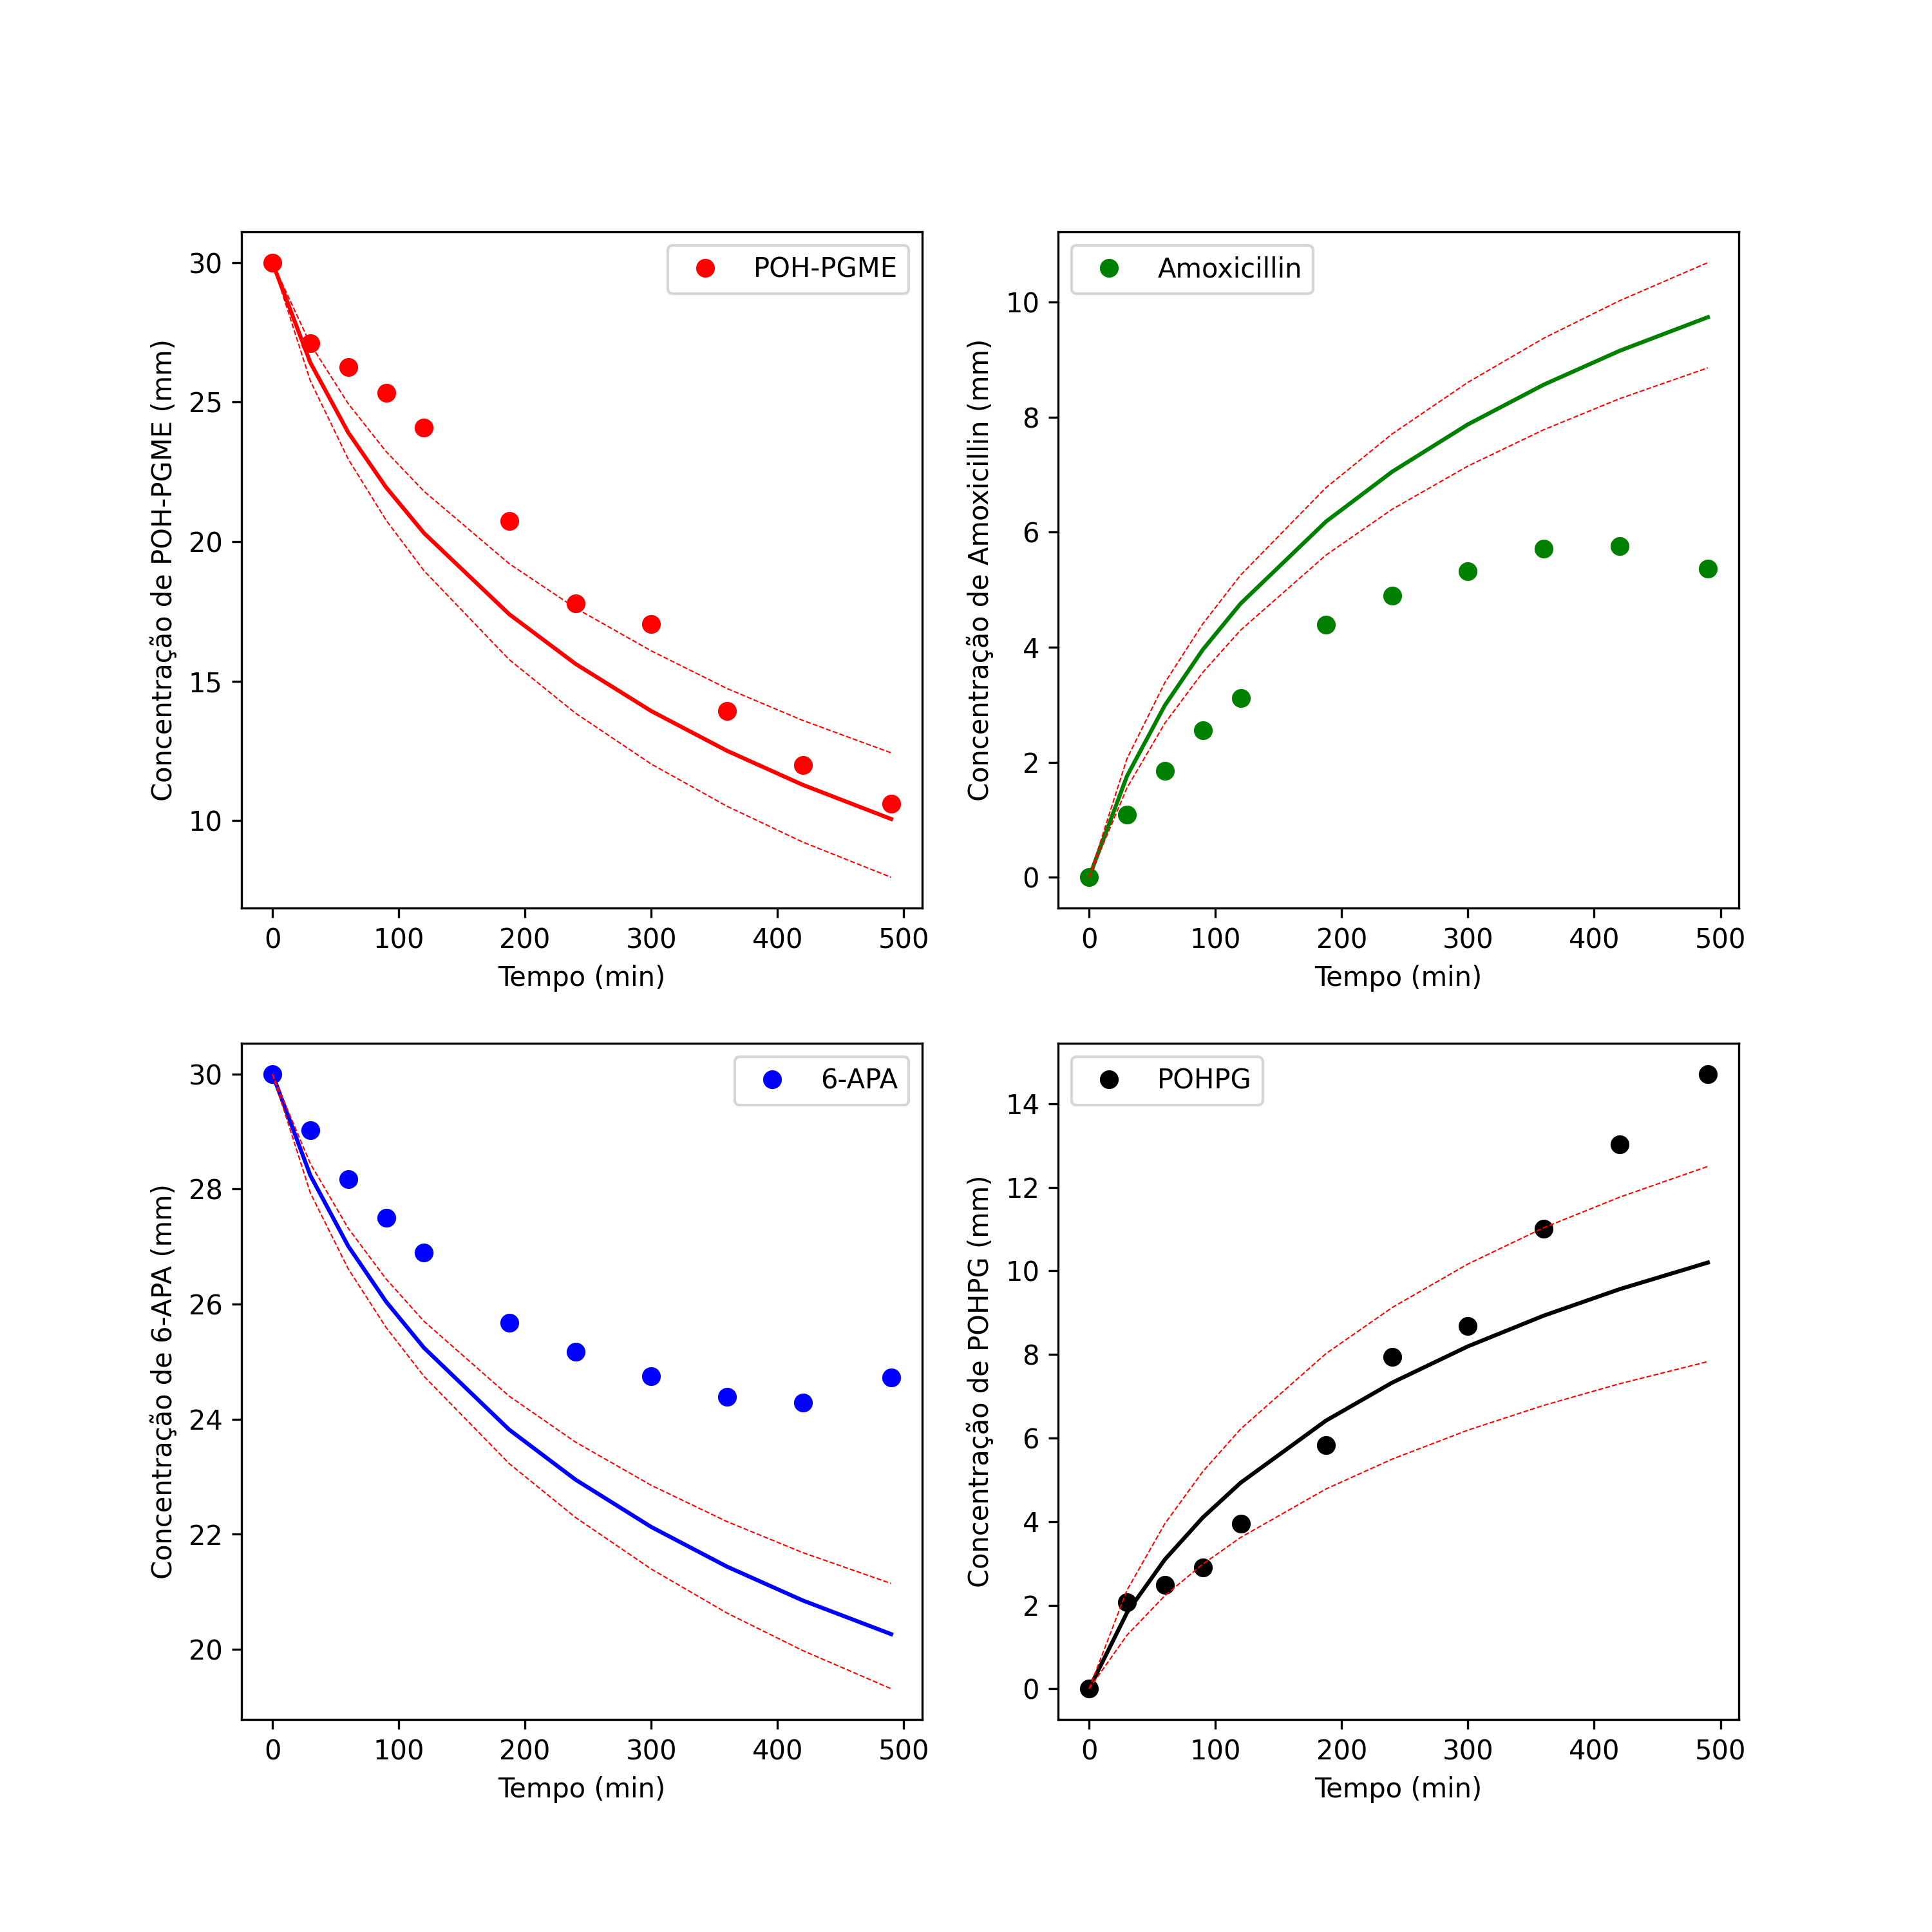 POH-PGME
Concentração de POH-PGME (mm)
30
25
20
15
10
0 100 200 300 400 500
Tempo (min)
Amoxicillin
Concentração de Amoxicillin (mm)
10
8
6
4
2
0
0 100 200 300 400 500
Tempo (min)
6-APA
Concentração de 6-APA (mm)
30
28
26
24
22
20
0 100 200 300 400 500
Tempo (min)
POHPG
Concentração de POHPG (mm)
14
12
10
8
6
4
2
0
0 100 200 300 400 500
Tempo (min)